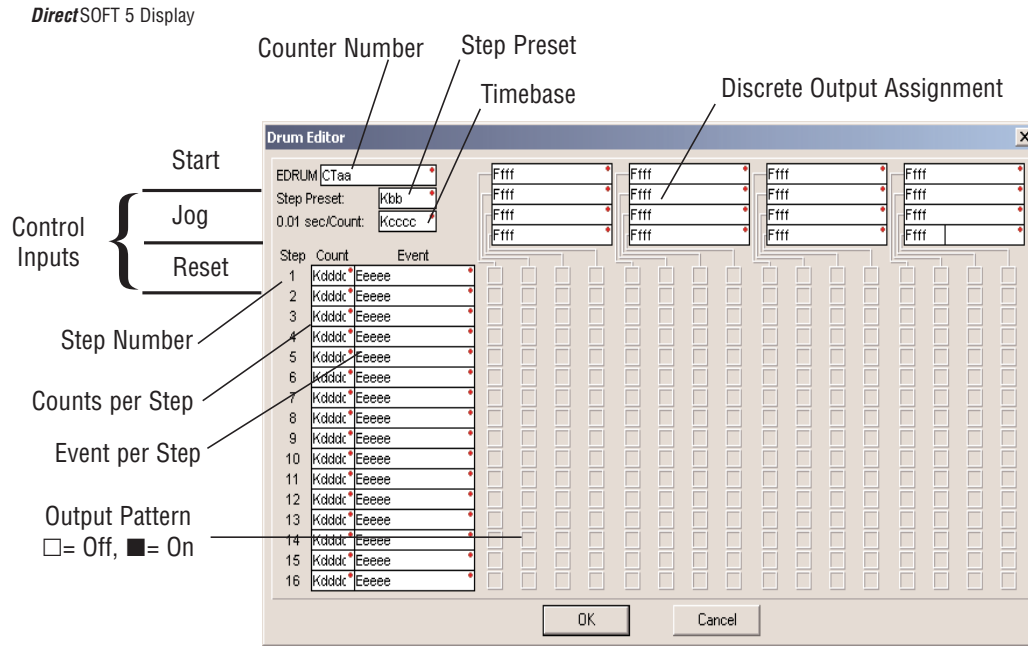 DirectSOFT 5 Display
Counter Number
Step Preset
Timebase
Discrete Output Assignment
Start
Jog
Reset
Control
Inputs
Step Number
Counts per Step
Event per Step
Output Pattern
□= Off, ■= On
Drum Editor
EDRUM CTaa
Step Preset: Kbb
0.01 sec/Count: Kcccc
Ffff Ffff Ffff Ffff
Ffff Ffff Ffff Ffff
Ffff Ffff Ffff Ffff
Ffff Ffff Ffff Ffff
Step Count Event
1 Kdddc Eeeee
2 Kdddc Eeeee
3 Kdddc Eeeee
4 Kdddc Eeeee
5 Kdddc Eeeee
6 Kdddc Eeeee
7 Kdddc Eeeee
8 Kdddc Eeeee
9 Kdddc Eeeee
10 Kdddc Eeeee
11 Kdddc Eeeee
12 Kdddc Eeeee
13 Kdddc Eeeee
14 Kdddc Eeeee
15 Kdddc Eeeee
16 Kdddc Eeeee
OK Cancel